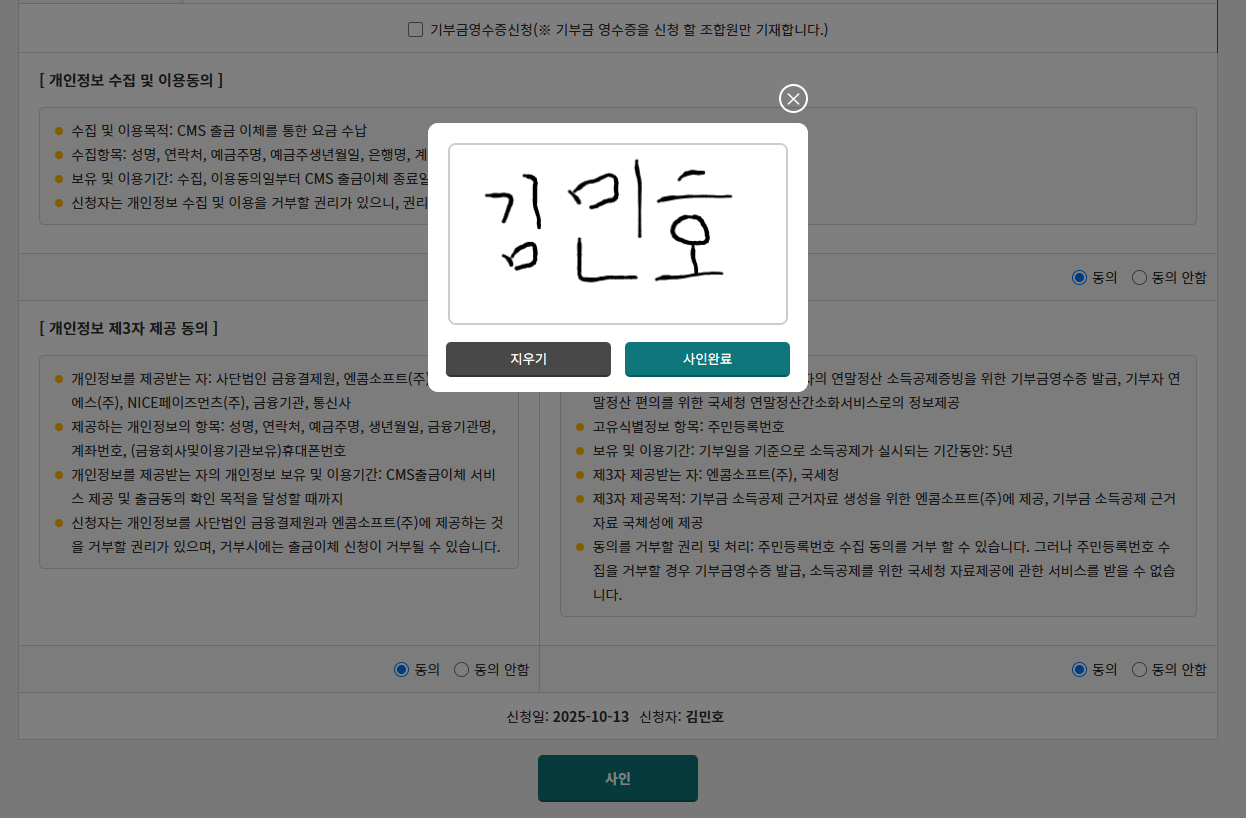 기부금영수증신청(※ 기부금 영수증을 신청 할 조합원만 기재합니다.)
[ 개인정보 수집 및 이용동의 ]
수집 및 이용목적: CMS 출금 이체를 통한 요금 수납
수집항목: 성명, 연락처, 예금주명, 예금주생년월일, 은행명,
보유 및 이용기간: 수집, 이용동의일부터 CMS 출금이체 종료일
신청자는 개인정보 수집 및 이용을 거부할 권리가 있으니, 권리
김민호
지우기
사인완료
동의
동의 안함
[ 개인정보 제3자 제공 동의 ]
개인정보를 제공받는 자: 사단법인 금융결제원, 엔콤소프트(주)
에스(주), NICE페이즈먼츠(주), 금융기관, 통신사
제공하는 개인정보의 항목: 성명, 연락처, 예금주명, 생년월일, 금융기관명,
계좌번호, (금융회사및이용기관보유)휴대폰번호
개인정보를 제공받는 자의 개인정보 보유 및 이용기간: CMS출금이체 서비
스 제공 및 출금동의 확인 목적을 달성할 때까지
신청자는 개인정보를 사단법인 금융결제원과 엔콤소프트(주)에 제공하는 것
을 거부할 권리가 있으며, 거부시에는 출금이체 신청이 거부될 수 있습니다.
자의 연말정산 소득공제증빙을 위한 기부금영수증 발급, 기부자 연
말정산 편의를 위한 국세청 연말정산간소화서비스로의 정보제공
고유식별정보 항목: 주민등록번호
보유 및 이용기간: 기부일을 기준으로 소득공제가 실시되는 기간동안: 5년
제3자 제공받는 자: 엔콤소프트(주), 국세청
제3자 제공목적: 기부금 소득공제 근거자료 생성을 위한 엔콤소프트(주)에 제공, 기부금 소득공제 근거
자료 국체성에 제공
동의를 거부할 권리 및 처리: 주민등록번호 수집 동의를 거부 할 수 있습니다. 그러나 주민등록번호 수
집을 거부할 경우 기부금영수증 발급, 소득공제를 위한 국세청 자료제공에 관한 서비스를 받을 수 없습
니다.
동의
동의 안함
동의
동의 안함
신청일: 2025-10-13 신청자: 김민호
사인